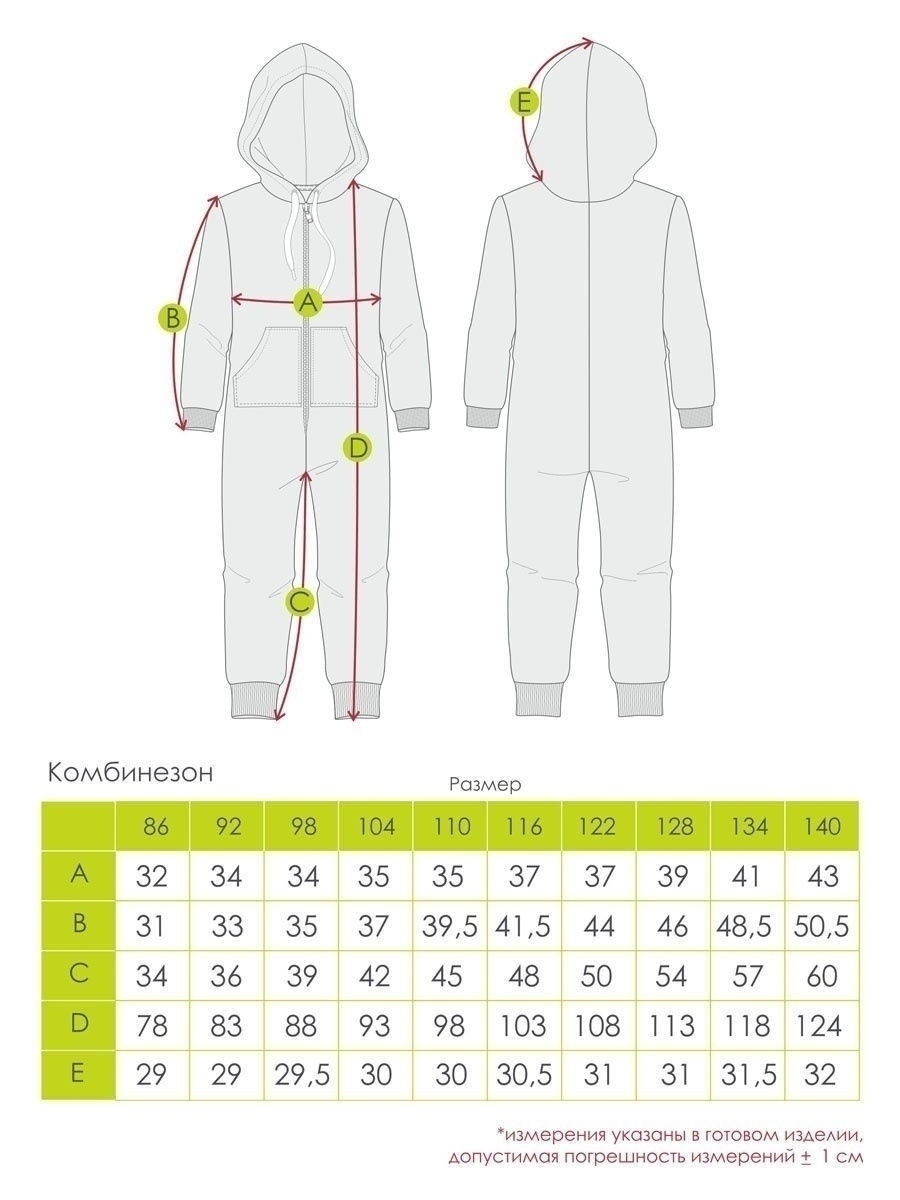 E
A
B
D
C
Комбинезон
Размер
86 92 98 104 110 116 122 128 134 140
A 32 34 34 35 35 37 37 39 41 43
B 31 33 35 37 39,5 41,5 44 46 48,5 50,5
C 34 36 39 42 45 48 50 54 57 60
D 78 83 88 93 98 103 108 113 118 124
E 29 29 29,5 30 30 30,5 31 31 31,5 32
*измерения указаны в готовом изделии,
допустимая погрешность измерений ± 1 см